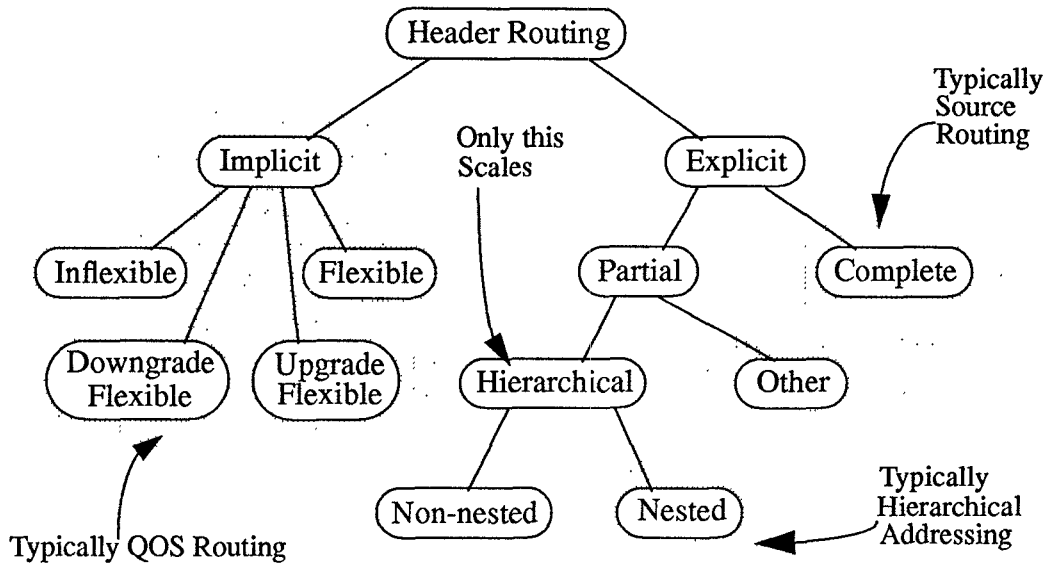 Header Routing
Typically
Source
Routing
Only this
Scales
Implicit
Explicit
Inflexible
Flexible
Partial
Complete
Downgrade
Flexible
Upgrade
Flexible
Hierarchical
Other
Non-nested
Nested
Typically
Hierarchical
Addressing
Typically QOS Routing